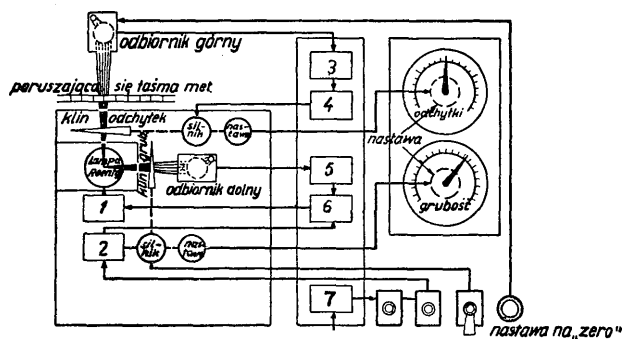 odbiornik górny
poruszająca się taśma met.
klin odchyłek
sil-
nik
nas-
tawa
3
4
odchyłki
nastawa
grubość
lampa
Roentg
klin grub.
odbiornik dolny
5
6
1
2
sil-
nik
nas-
tawa
7
nastawa na „zero"